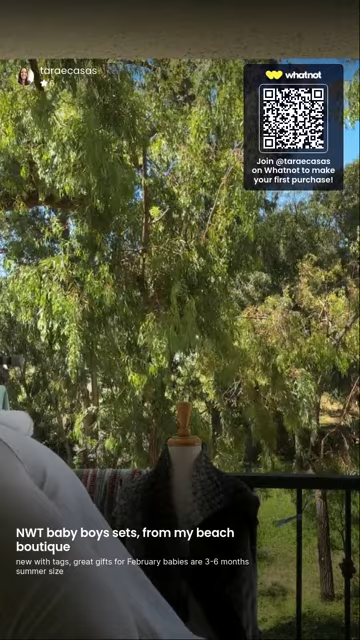 taraecasas
whatnot
Join @taraecasas
on Whatnot to make
your first purchase!
NWT baby boys sets, from my beach
boutique
new with tags, great gifts for February babies are 3-6 months
summer size